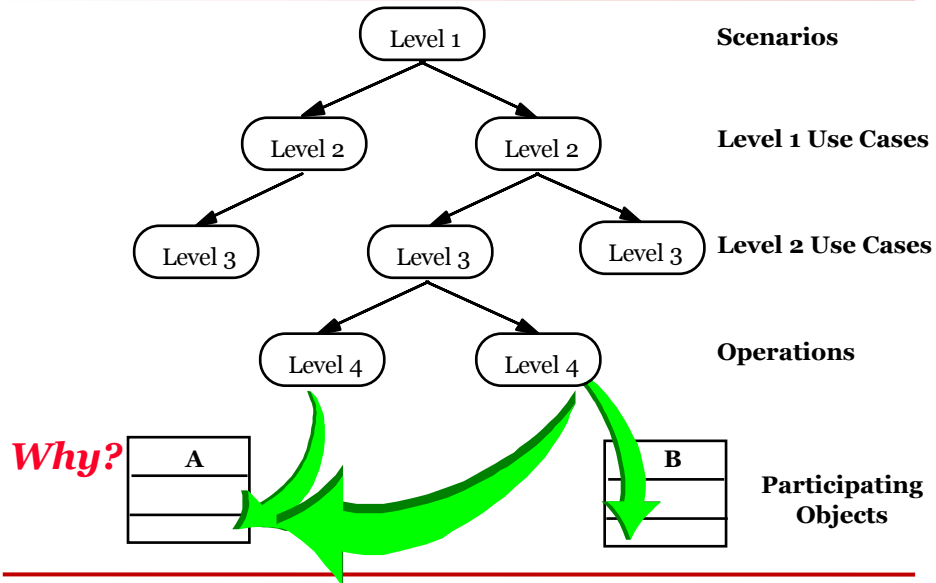 Level 1
Scenarios
Level 2
Level 2
Level 1 Use Cases
Level 3
Level 3
Level 3
Level 2 Use Cases
Level 4
Level 4
Operations
Why?
A
B
Participating
Objects